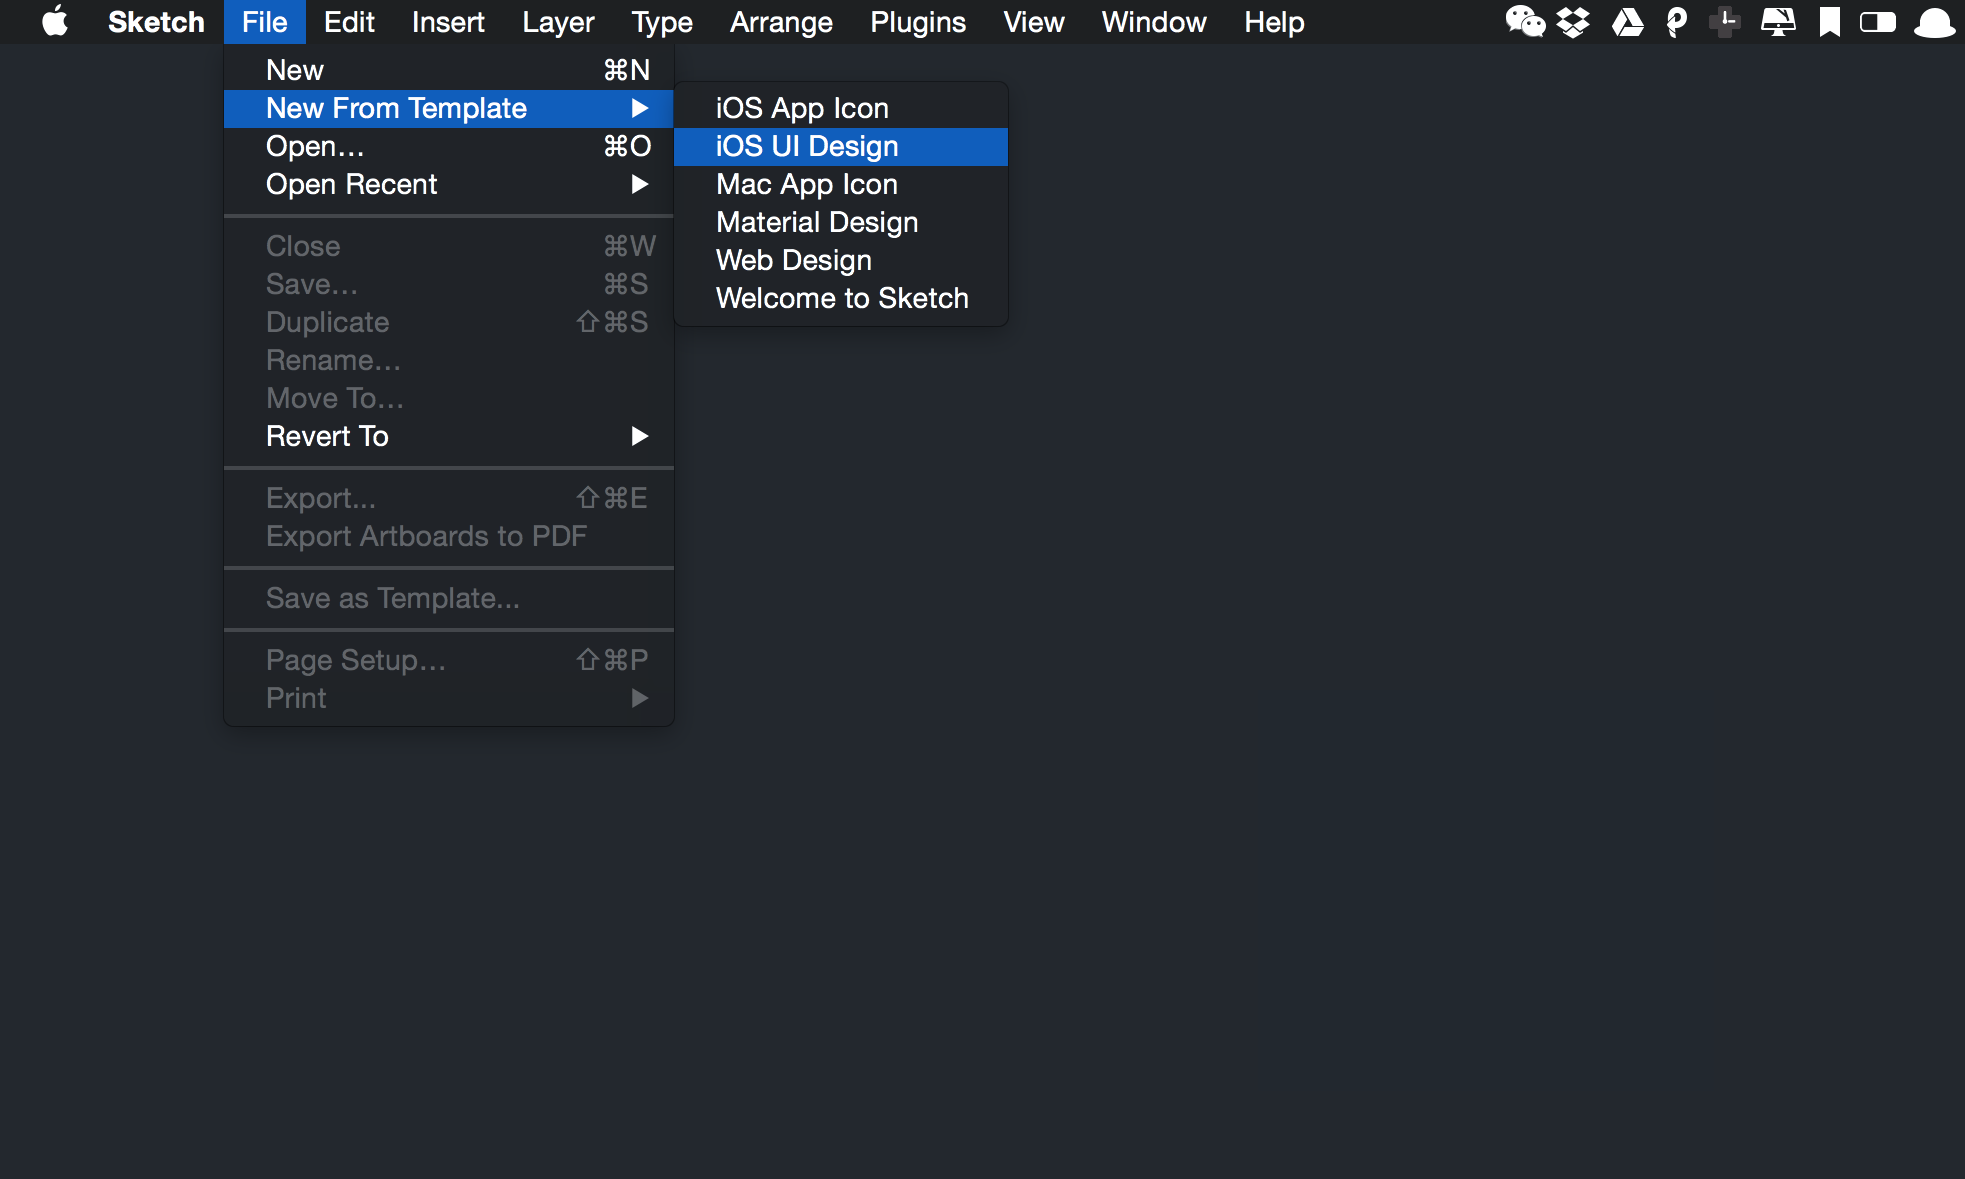 Sketch File Edit Insert Layer Type Arrange Plugins View Window Help
New ⌘N
New From Template ▶
Open… ⌘O
Open Recent ▶
Close ⌘W
Save… ⌘S
Duplicate ⇧⌘S
Rename…
Move To…
Revert To ▶
Export... ⇧⌘E
Export Artboards to PDF
Save as Template...
Page Setup… ⇧⌘P
Print ▶
iOS App Icon
iOS UI Design
Mac App Icon
Material Design
Web Design
Welcome to Sketch